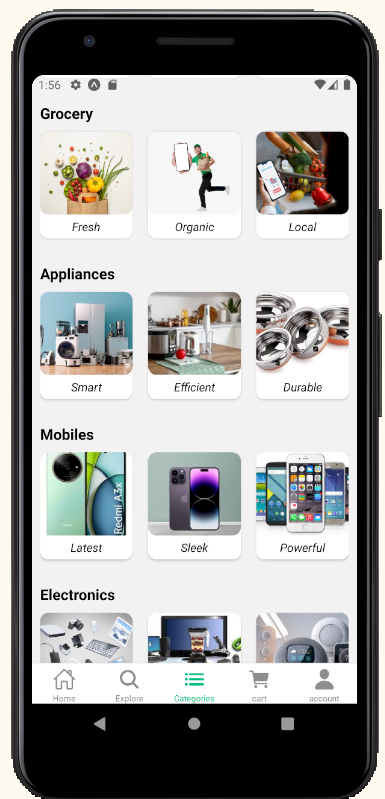 1:56
Grocery
Fresh
Organic
Local
Appliances
Smart
Efficient
Durable
Mobiles
Redmi A3x
Latest
Sleek
Powerful
Electronics
Home
Explore
Categories
cart
account